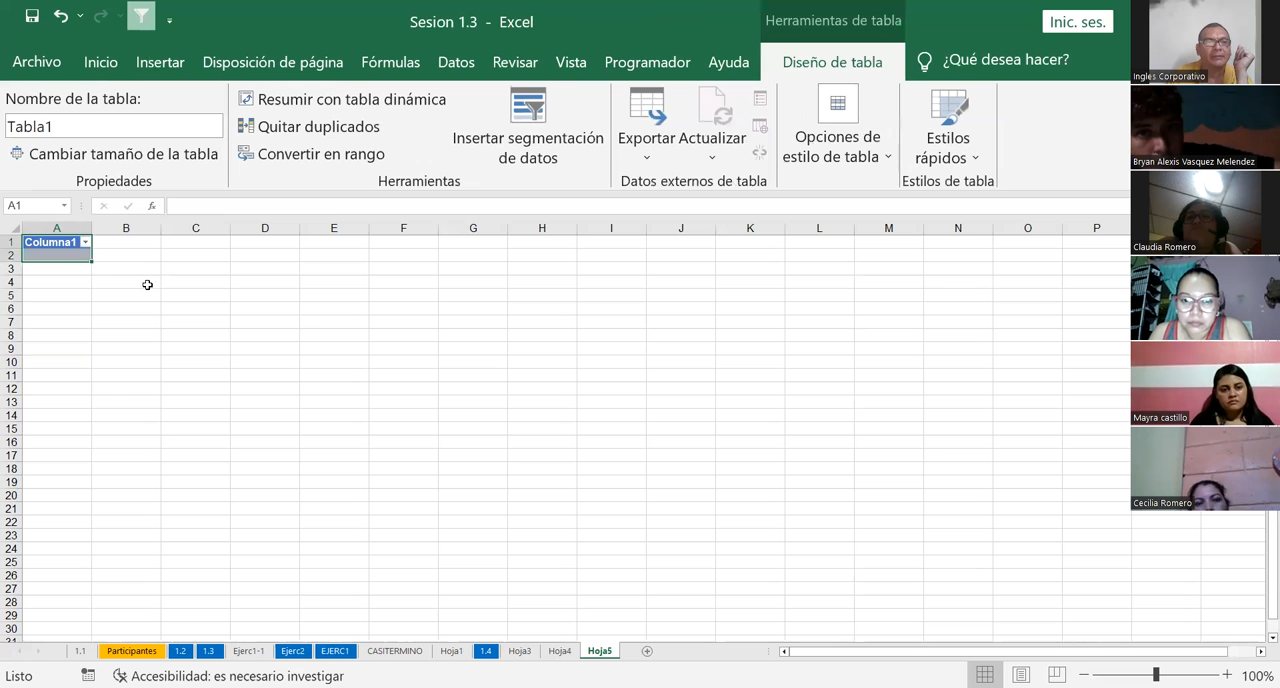 Sesion 1.3 - Excel
Herramientas de tabla
Inic. ses.
Archivo Inicio Insertar Disposición de página Fórmulas Datos Revisar Vista Programador Ayuda Diseño de tabla ¿Qué desea hacer?
Nombre de la tabla:
Tabla1
Cambiar tamaño de la tabla
Propiedades
Resumir con tabla dinámica
Quitar duplicados
Convertir en rango
Insertar segmentación
de datos
Herramientas
Exportar Actualizar
Datos externos de tabla
Opciones de
estilo de tabla
Estilos
rápidos
Estilos de tabla
A1
fx
A B C D E F G H I J K L M N O P
1 Columna1
2
3
4
5
6
7
8
9
10
11
12
13
14
15
16
17
18
19
20
21
22
23
24
25
26
27
28
29
30
31
1.1 Participantes 1.2 1.3 Ejerc1-1 Ejerc2 EJERC1 CASITERMINO Hoja1 1.4 Hoja3 Hoja4 Hoja5
Listo Accesibilidad: es necesario investigar 100%
Ingles Corporativo
Bryan Alexis Vasquez Melendez
Claudia Romero
Mayra castillo
Cecilia Romero